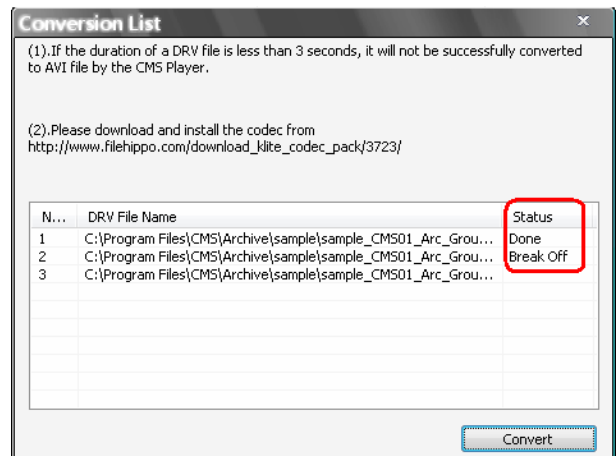 Conversion List
(1).If the duration of a DRV file is less than 3 seconds, it will not be successfully converted
to AVI file by the CMS Player.
(2).Please download and install the codec from
http://www.filehippo.com/download_klite_codec_pack/3723/
N... DRV File Name Status
1 C:\Program Files\CMS\Archive\sample\sample_CMS01_Arc_Grou... Done
2 C:\Program Files\CMS\Archive\sample\sample_CMS01_Arc_Grou... Break Off
3 C:\Program Files\CMS\Archive\sample\sample_CMS01_Arc_Grou...
Convert